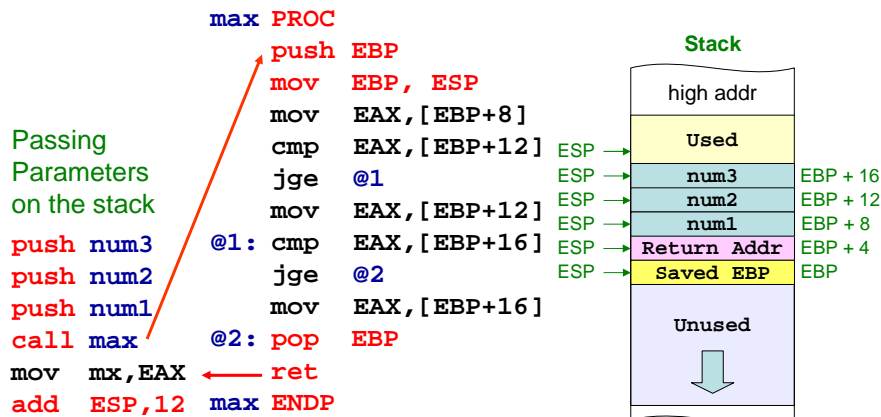 Passing
Parameters
on the stack
push num3
push num2
push num1
call max
mov mx,EAX
add ESP,12
max PROC
push EBP
mov EBP, ESP
mov EAX,[EBP+8]
cmp EAX,[EBP+12]
jge @1
mov EAX,[EBP+12]
@1: cmp EAX,[EBP+16]
jge @2
mov EAX,[EBP+16]
@2: pop EBP
ret
max ENDP
Stack
high addr
ESP Used
ESP num3 EBP + 16
ESP num2 EBP + 12
ESP num1 EBP + 8
ESP Return Addr EBP + 4
ESP Saved EBP EBP
Unused